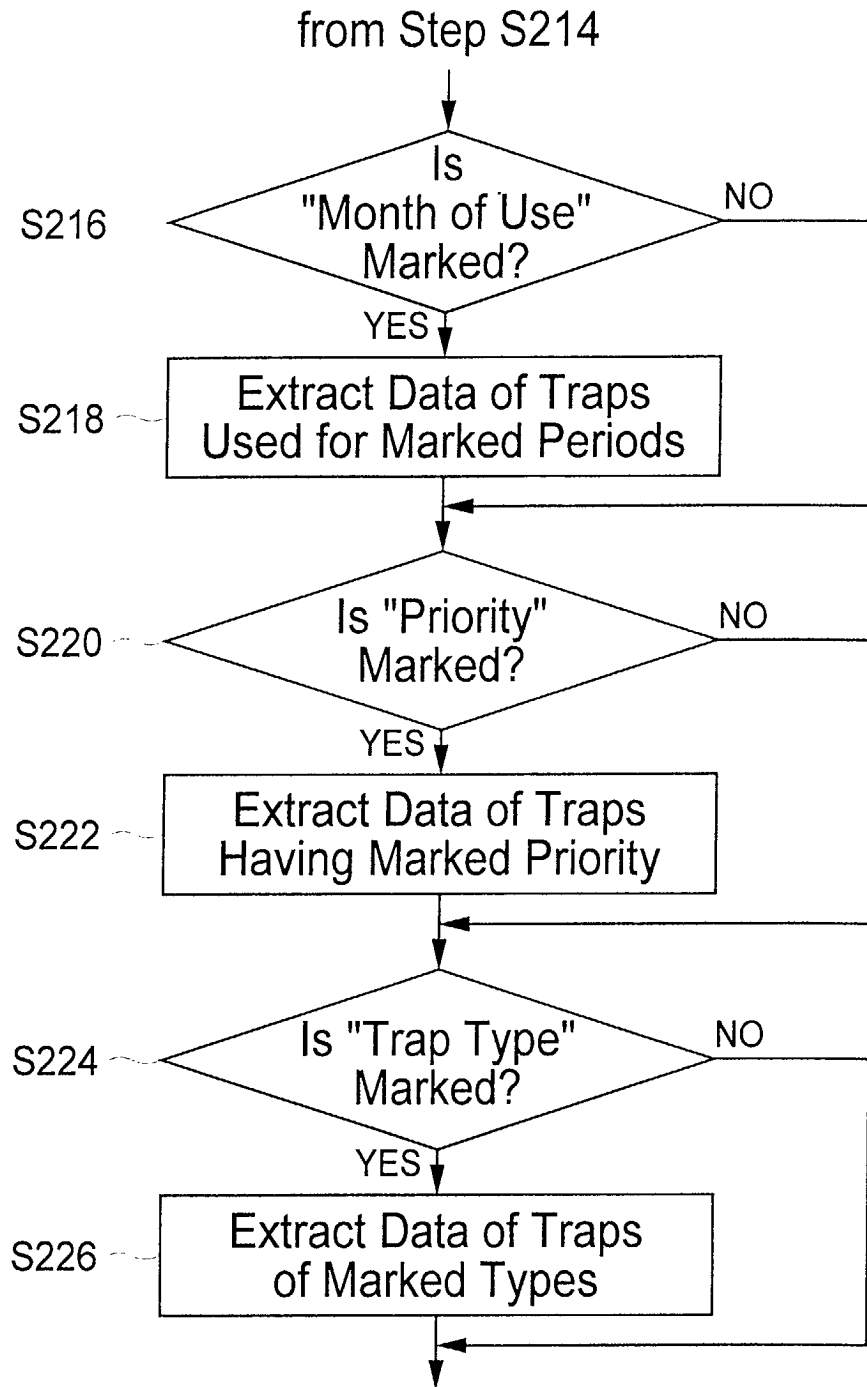 from Step S214
Is
"Month of Use"
Marked?
NO
S216
YES
S218
Extract Data of Traps
Used for Marked Periods
Is "Priority"
Marked?
NO
S220
YES
S222
Extract Data of Traps
Having Marked Priority
Is "Trap Type"
Marked?
NO
S224
YES
S226
Extract Data of Traps
of Marked Types